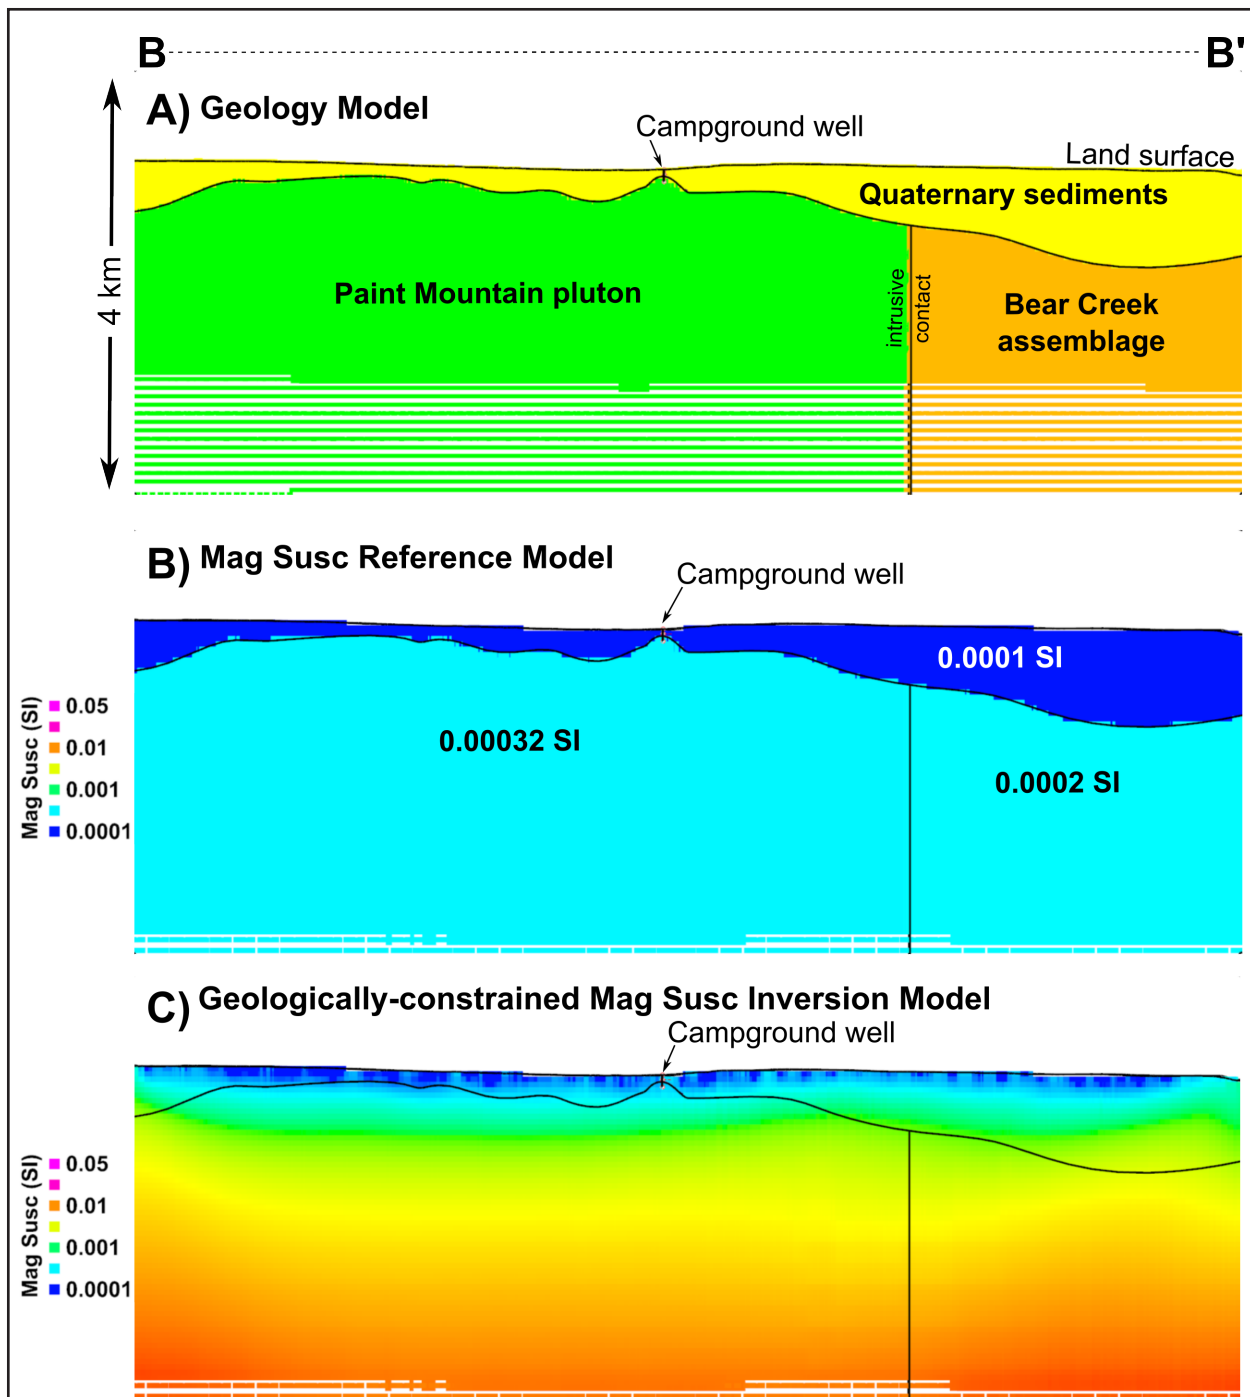 B B'
A) Geology Model
Campground well
Land surface
Quaternary sediments
4 km
Paint Mountain pluton
intrusive
contact
Bear Creek
assemblage
B) Mag Susc Reference Model
Campground well
0.0001 SI
Mag Susc (SI)
0.05
0.01
0.001
0.0001
0.00032 SI
0.0002 SI
C) Geologically-constrained Mag Susc Inversion Model
Campground well
Mag Susc (SI)
0.05
0.01
0.001
0.0001